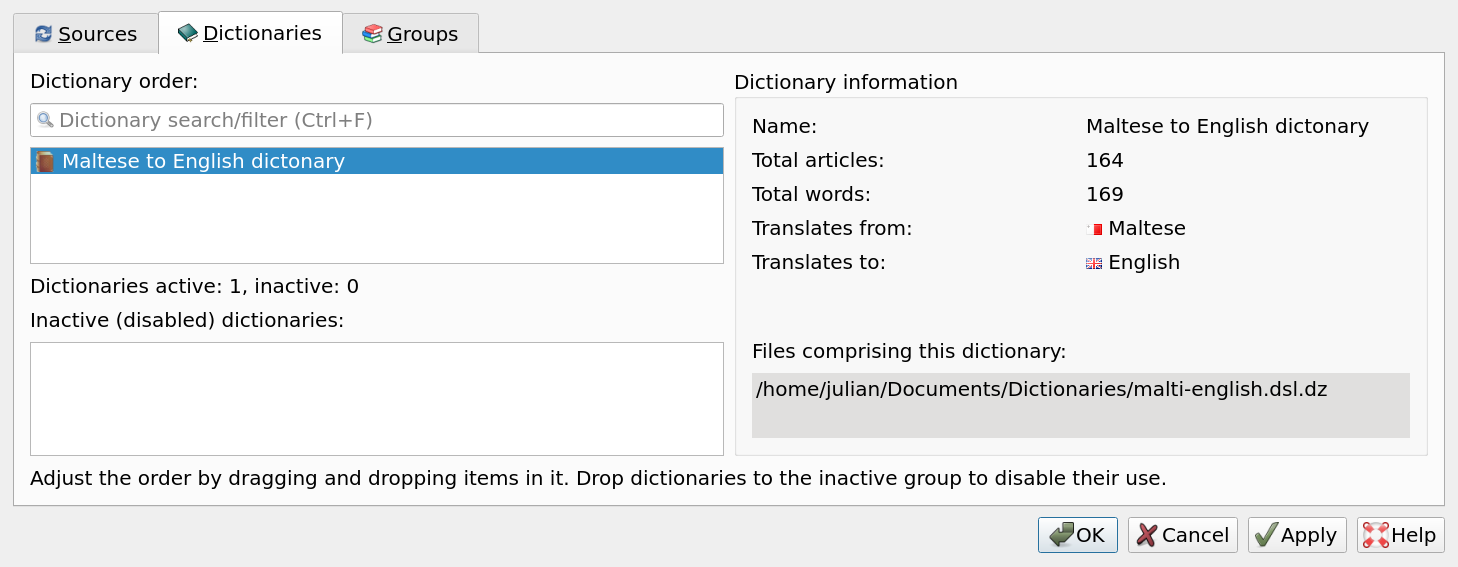 Sources Dictionaries Groups
Dictionary order:
Dictionary search/filter (Ctrl+F)
Maltese to English dictonary
Dictionaries active: 1, inactive: 0
Inactive (disabled) dictionaries:
Dictionary information
Name: Maltese to English dictonary
Total articles: 164
Total words: 169
Translates from: Maltese
Translates to: English
Files comprising this dictionary:
/home/julian/Documents/Dictionaries/malti-english.dsl.dz
Adjust the order by dragging and dropping items in it. Drop dictionaries to the inactive group to disable their use.
OK Cancel Apply Help